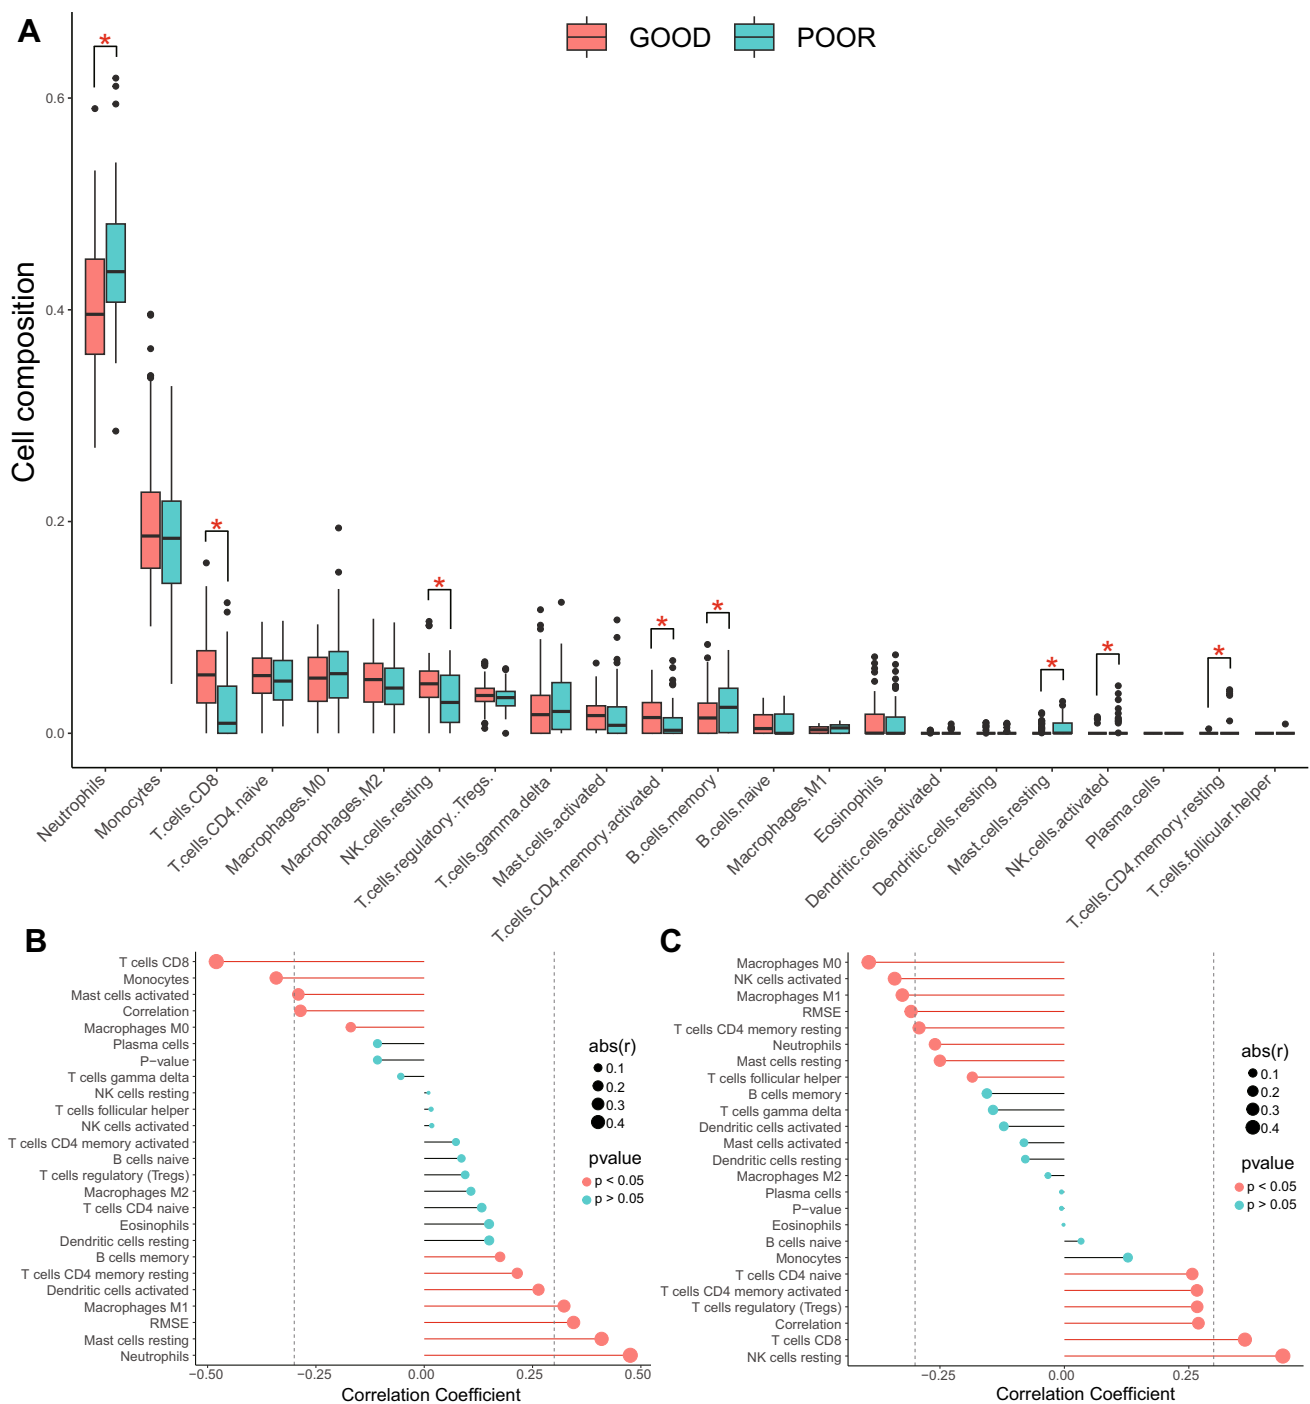 A
GOOD
POOR
*
*
*
*
*
*
*
*
Cell composition
0.6
0.4
0.2
0.0
Neutrophils
Monocytes
T.cells.CD8
T.cells.CD4.naive
Macrophages.M0
Macrophages.M2
NK.cells.resting
T.cells.regulatory..Tregs.
T.cells.gamma.delta
Mast.cells.activated
T.cells.CD4.memory.activated
B.cells.memory
B.cells.naive
Macrophages.M1
Eosinophils
Dendritic.cells.activated
Dendritic.cells.resting
Mast.cells.resting
NK.cells.activated
Plasma.cells
T.cells.CD4.memory.resting
T.cells.follicular.helper
B
T cells CD8
Monocytes
Mast cells activated
Correlation
Macrophages M0
Plasma cells
P−value
T cells gamma delta
NK cells resting
T cells follicular helper
NK cells activated
T cells CD4 memory activated
B cells naive
T cells regulatory (Tregs)
Macrophages M2
T cells CD4 naive
Eosinophils
Dendritic cells resting
B cells memory
T cells CD4 memory resting
Dendritic cells activated
Macrophages M1
RMSE
Mast cells resting
Neutrophils
−0.50
−0.25
0.00
0.25
0.50
Correlation Coefficient
abs(r)
0.1
0.2
0.3
0.4
pvalue
p < 0.05
p > 0.05
C
Macrophages M0
NK cells activated
Macrophages M1
RMSE
T cells CD4 memory resting
Neutrophils
Mast cells resting
T cells follicular helper
B cells memory
T cells gamma delta
Dendritic cells activated
Mast cells activated
Dendritic cells resting
Macrophages M2
Plasma cells
P−value
Eosinophils
B cells naive
Monocytes
T cells CD4 naive
T cells CD4 memory activated
T cells regulatory (Tregs)
Correlation
T cells CD8
NK cells resting
−0.25
0.00
0.25
Correlation Coefficient
abs(r)
0.1
0.2
0.3
0.4
pvalue
p < 0.05
p > 0.05